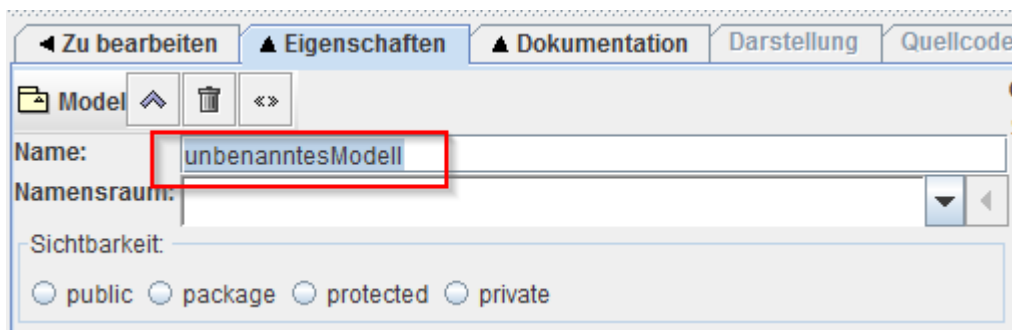 Zu bearbeiten Eigenschaften Dokumentation Darstellung Quellcode
Model «»
Name: unbenanntesModell
Namensraum:
Sichtbarkeit:
public package protected private